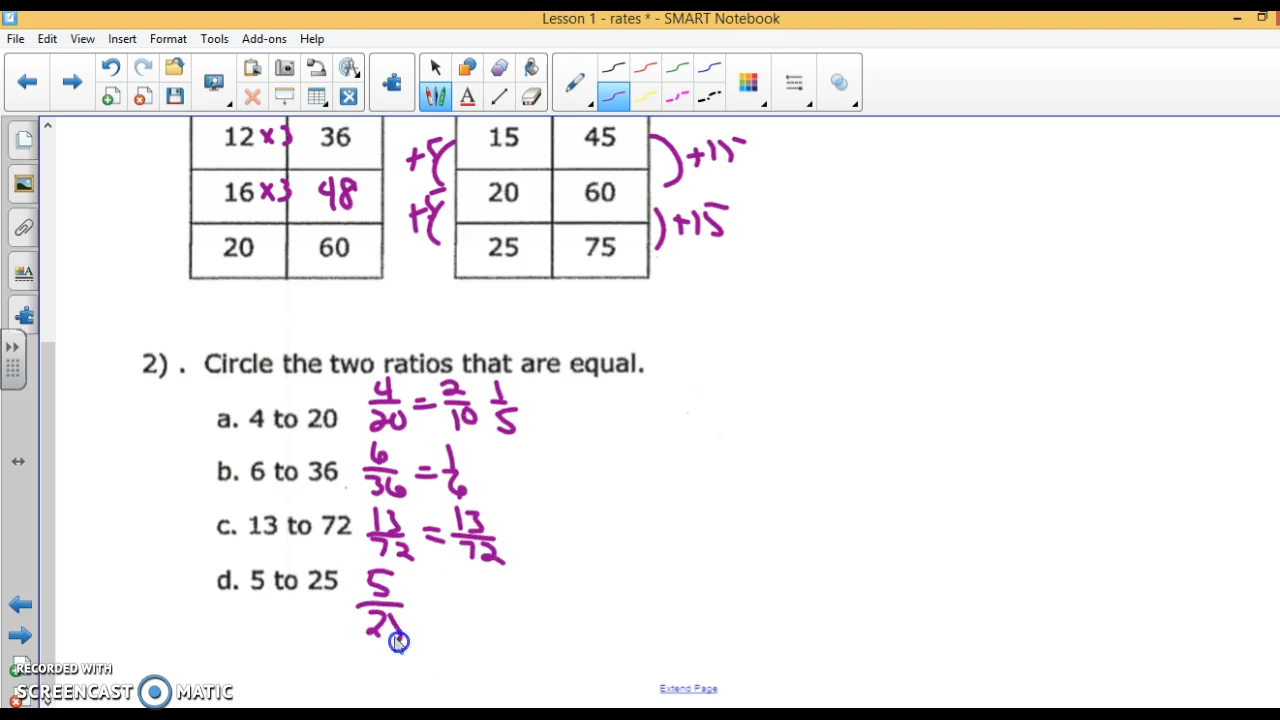 Lesson 1 - rates * - SMART Notebook
File Edit View Insert Format Tools Add-ons Help
12 ×3 36
16 ×3 48
20 60
+5 15 45 +15
+5 20 60 +15
25 75
2) . Circle the two ratios that are equal.
a. 4 to 20 4/20 = 2/10 1/5
b. 6 to 36 6/36 = 1/6
c. 13 to 72 13/72 = 13/72
d. 5 to 25 5/2
RECORDED WITH
SCREENCAST MATIC
Extend Page